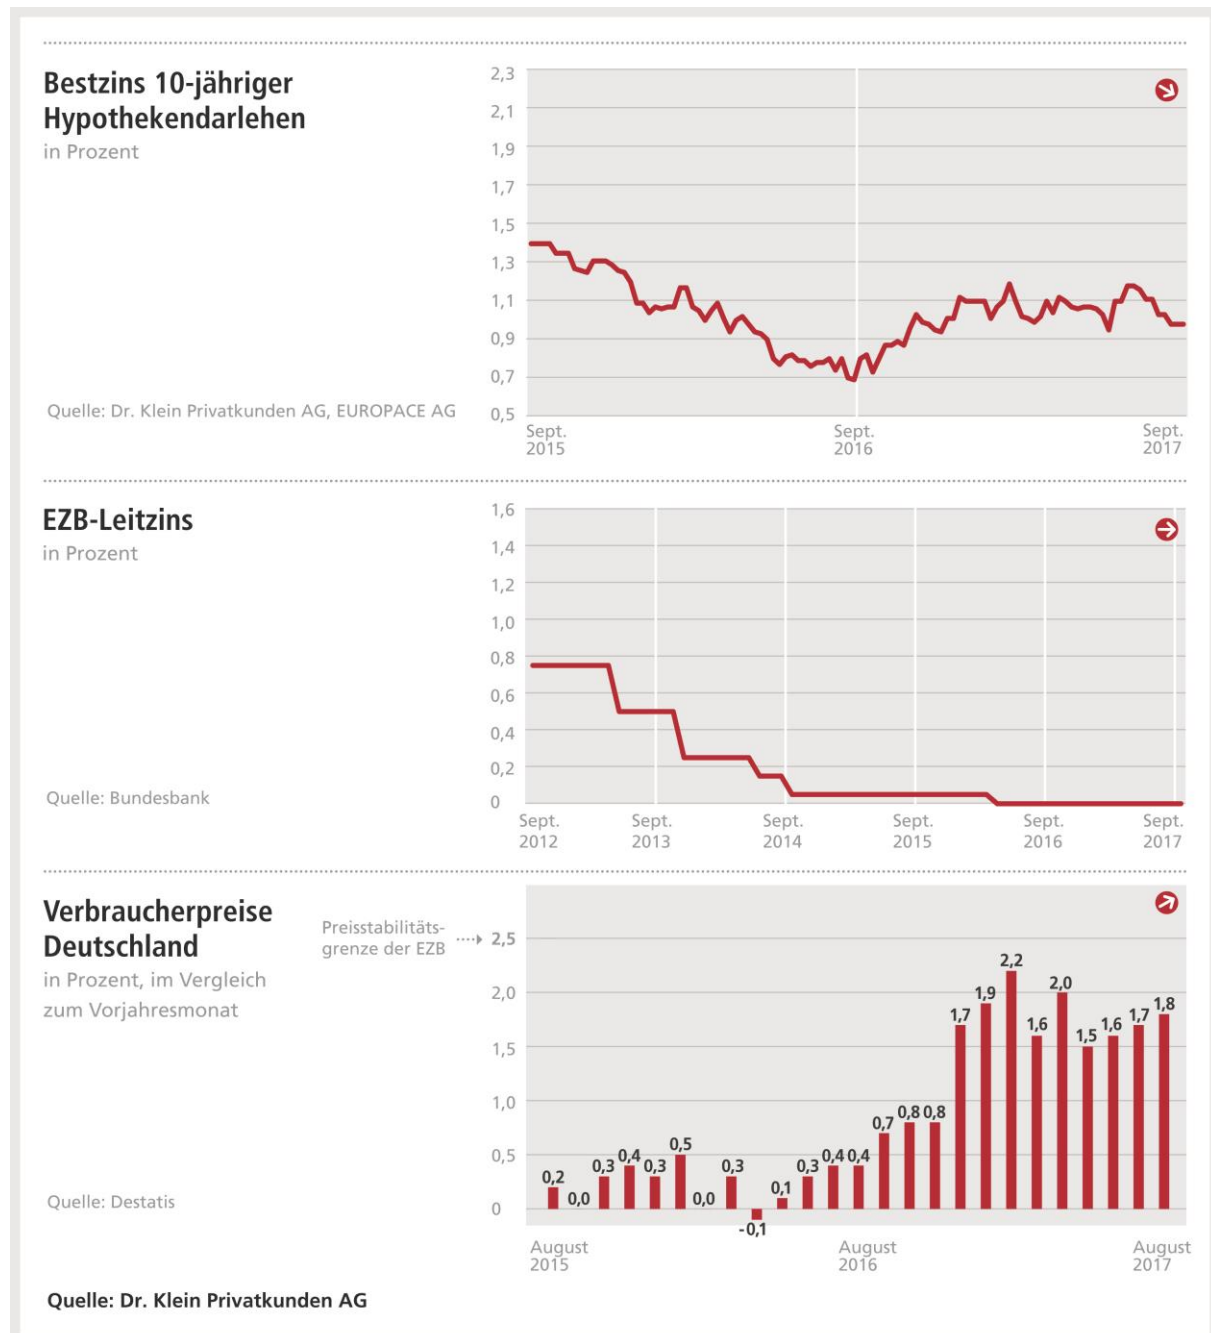 Bestzins 10-jähriger
Hypothekendarlehen
in Prozent
2,3
2,1
1,9
1,7
1,5
1,3
1,1
0,9
0,7
0,5
Quelle: Dr. Klein Privatkunden AG, EUROPACE AG
Sept. Sept. Sept.
2015 2016 2017
EZB-Leitzins
in Prozent
1,6
1,4
1,2
1,0
0,8
0,6
0,4
0,2
0
Quelle: Bundesbank
Sept. Sept. Sept. Sept. Sept. Sept.
2012 2013 2014 2015 2016 2017
Verbraucherpreise
Deutschland
in Prozent, im Vergleich
zum Vorjahresmonat
Preisstabilitäts-
grenze der EZB
2,5
2,0
1,5
1,0
0,5
0
0,2 0,0 0,3 0,4 0,3 0,5 0,0 0,3 -0,1 0,1 0,3 0,4 0,4 0,7 0,8 0,8 1,7 1,9 2,2 1,6 2,0 1,5 1,6 1,7 1,8
Quelle: Destatis
August August August
2015 2016 2017
Quelle: Dr. Klein Privatkunden AG